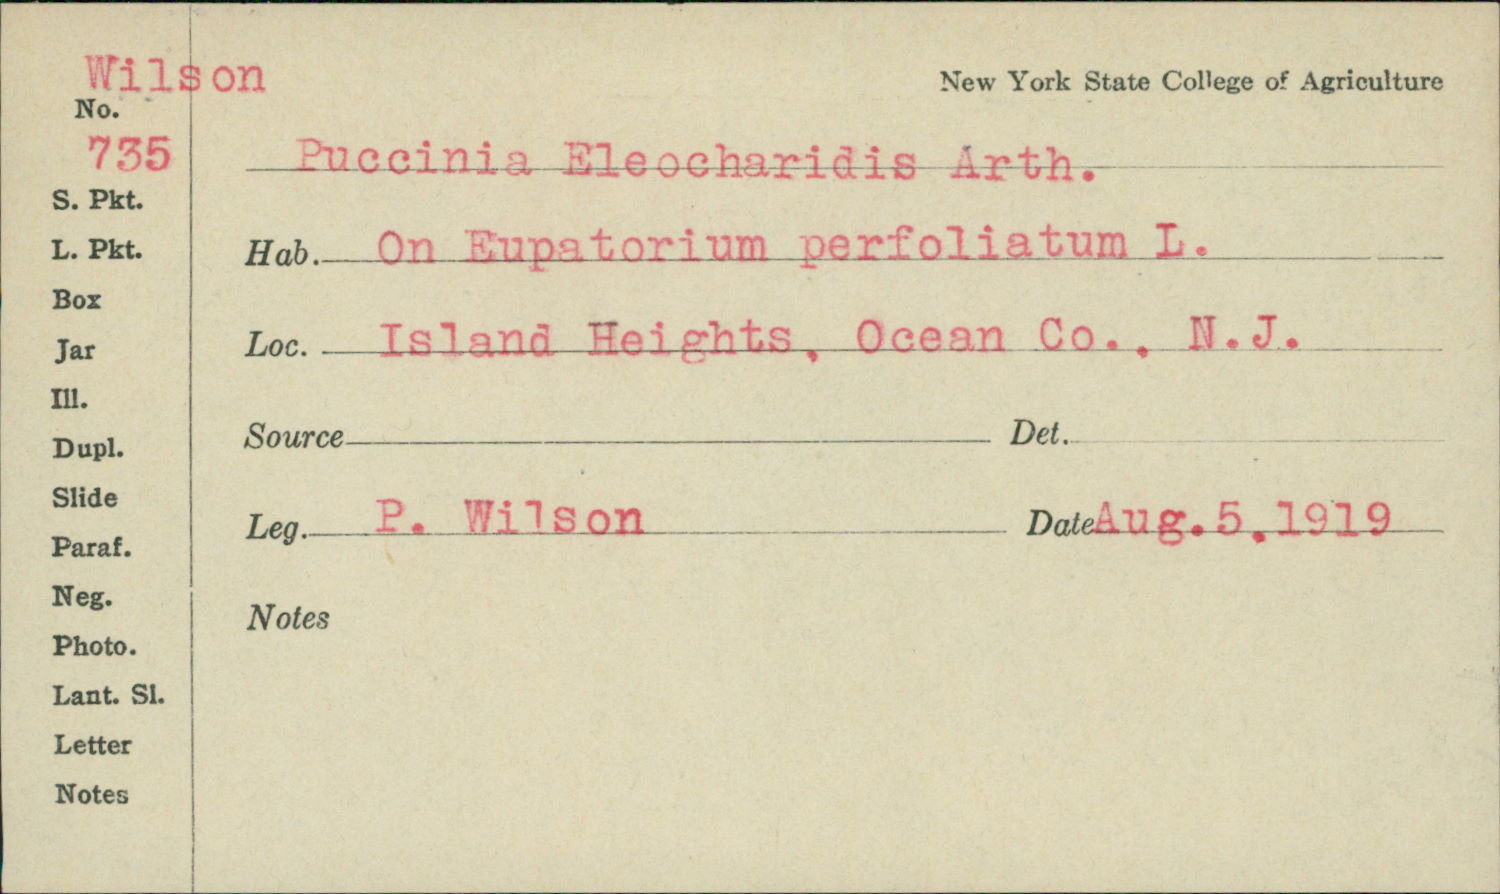 Wilson
New York State College of Agriculture
No.
735
Puccinia Eleocharidis Arth.
S. Pkt.
L. Pkt.
Hab. On Eupatorium perfoliatum L.
Box
Jar
Loc. Island Heights, Ocean Co., N.J.
Ill.
Dupl.
Source Det.
Slide
Leg. P. Wilson Date Aug.5,1919
Paraf.
Neg.
Notes
Photo.
Lant. Sl.
Letter
Notes